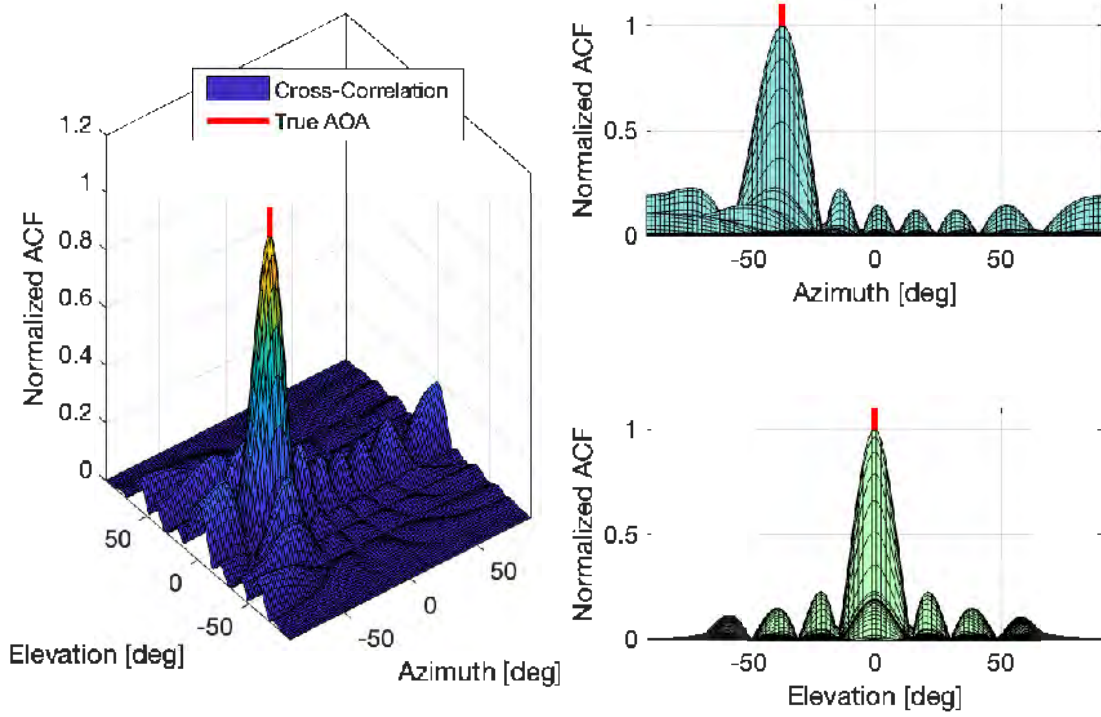 Cross-Correlation
True AOA
1.2
1
0.8
0.6
0.4
0.2
0
Normalized ACF
50
0
-50
Elevation [deg]
-50
0
50
Azimuth [deg]
1
0.5
0
Normalized ACF
-50
0
50
Azimuth [deg]
1
0.5
0
Normalized ACF
-50
0
50
Elevation [deg]